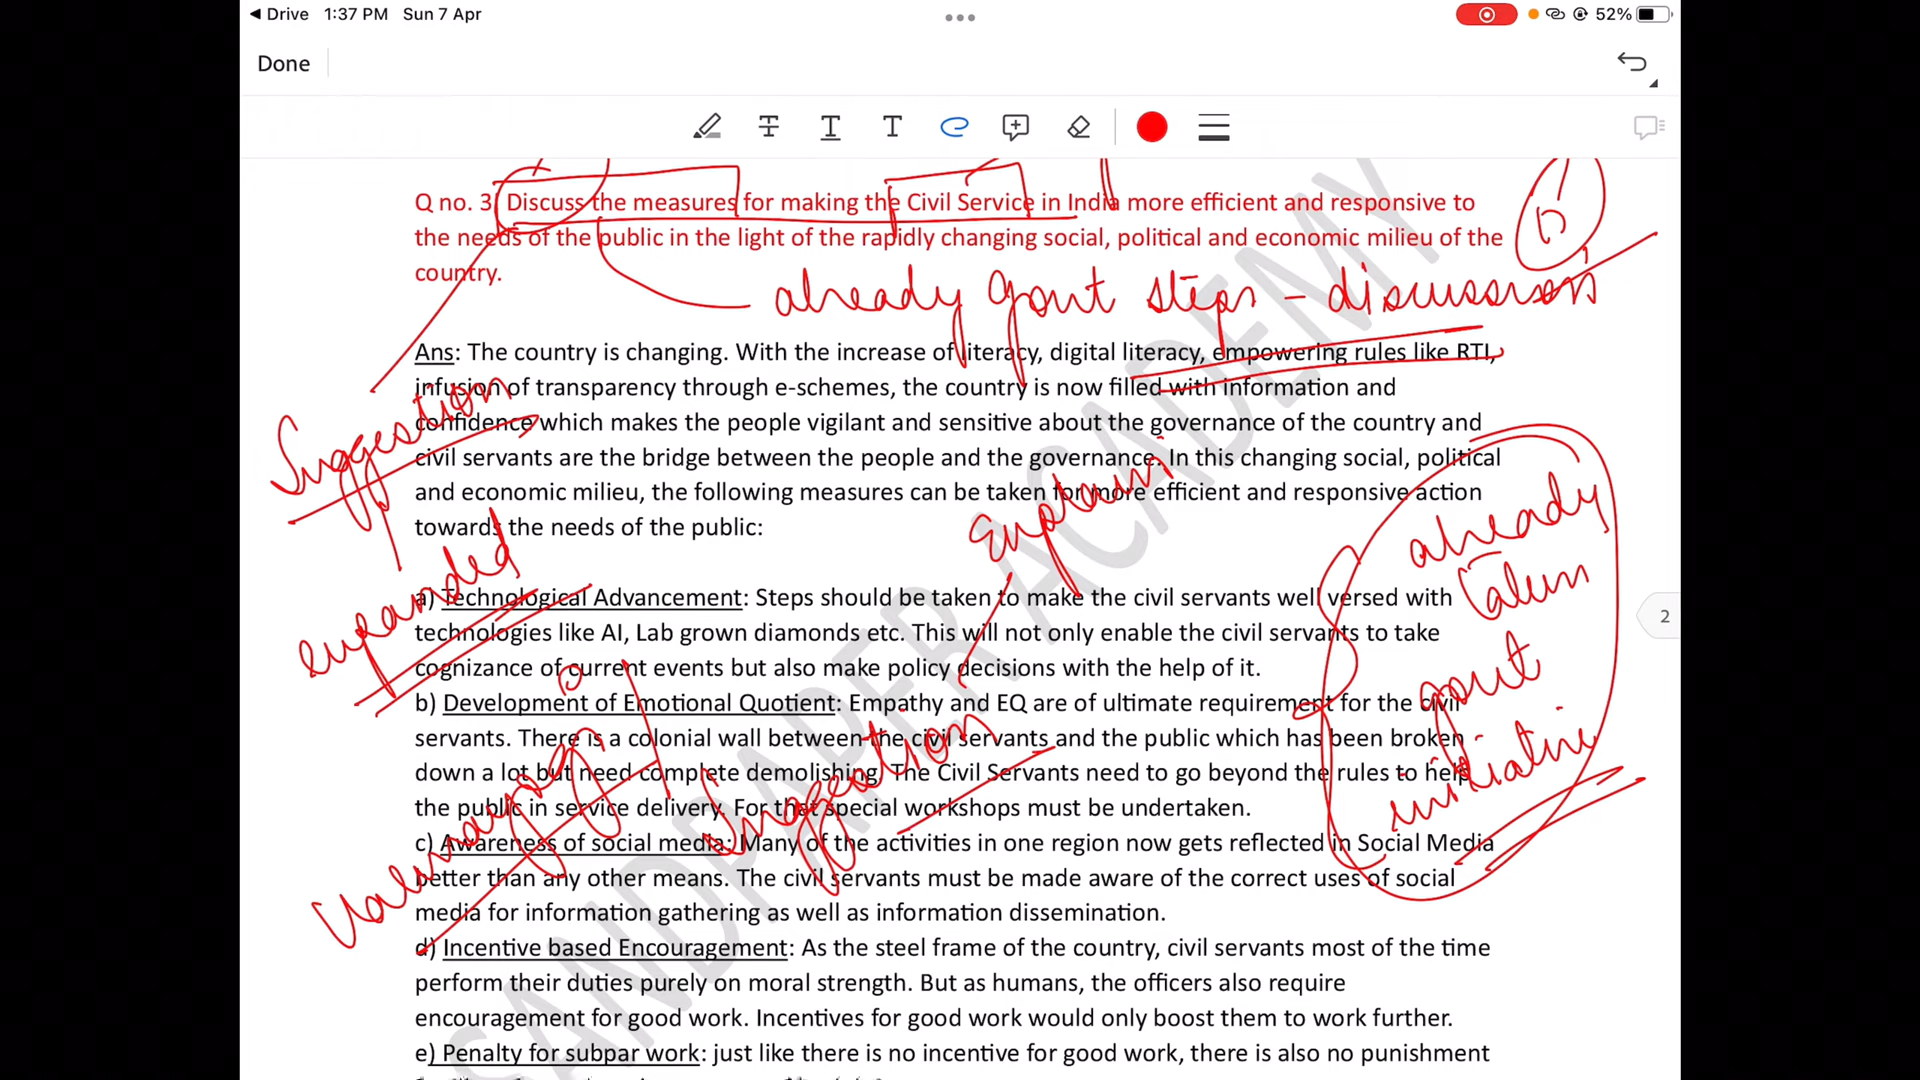 Drive 1:37 PM Sun 7 Apr 52%
Done
Q no. 3. Discuss the measures for making the Civil Service in India more efficient and responsive to
the needs of the public in the light of the rapidly changing social, political and economic milieu of the
country.
already govt steps - discussion
Ans: The country is changing. With the increase of literacy, digital literacy, empowering rules like RTI,
infusion of transparency through e-schemes, the country is now filled with information and
confidence which makes the people vigilant and sensitive about the governance of the country and
civil servants are the bridge between the people and the governance. In this changing social, political
and economic milieu, the following measures can be taken for more efficient and responsive action
towards the needs of the public:
Suggestion
expanded
Explain
already
taken
govt
initiative
a) Technological Advancement: Steps should be taken to make the civil servants well versed with
technologies like AI, Lab grown diamonds etc. This will not only enable the civil servants to take
cognizance of current events but also make policy decisions with the help of it.
b) Development of Emotional Quotient: Empathy and EQ are of ultimate requirement for the civil
servants. There is a colonial wall between the civil servants and the public which has been broken
down a lot but need complete demolishing. The Civil Servants need to go beyond the rules to help
the public in service delivery. For that special workshops must be undertaken.
suggestion
c) Awareness of social media: Many of the activities in one region now gets reflected in Social Media
better than any other means. The civil servants must be made aware of the correct uses of social
media for information gathering as well as information dissemination.
d) Incentive based Encouragement: As the steel frame of the country, civil servants most of the time
perform their duties purely on moral strength. But as humans, the officers also require
encouragement for good work. Incentives for good work would only boost them to work further.
e) Penalty for subpar work: just like there is no incentive for good work, there is also no punishment
2
SANDPAPER ACADEMY